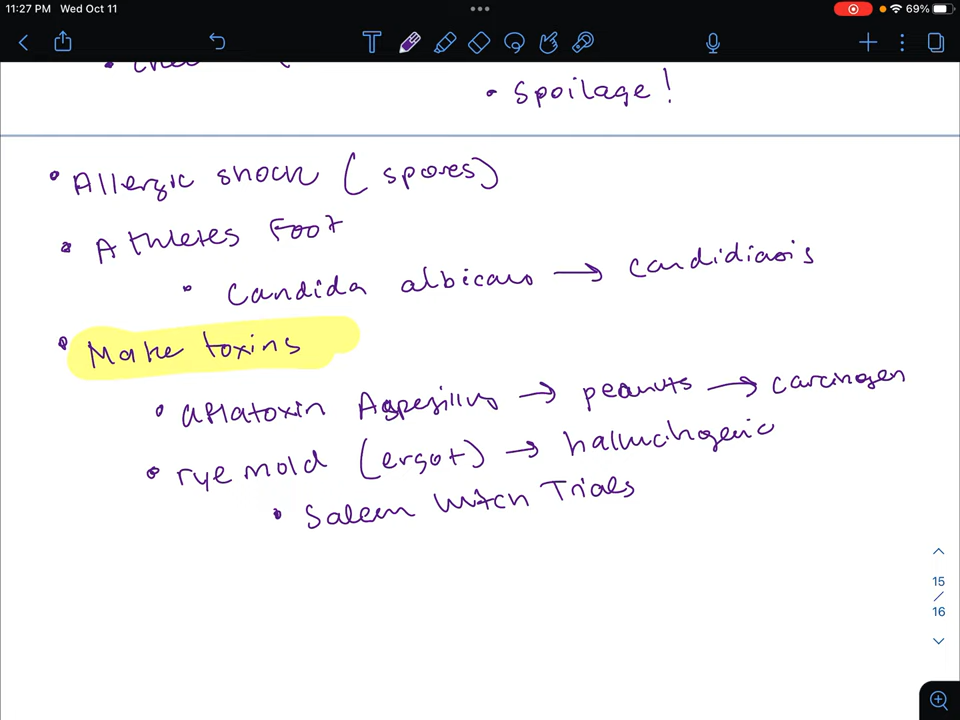 11:27 PM Wed Oct 11
69%
• Spoilage!
• Allergic shock (spores)
• Athletes Foot
• Candida albicans → candidiasis
• Make toxins
• aflatoxin Aspergillus → peanuts → carcinogen
• rye mold (ergot) → hallucinogenic
• Salem Witch Trials
15
/
16